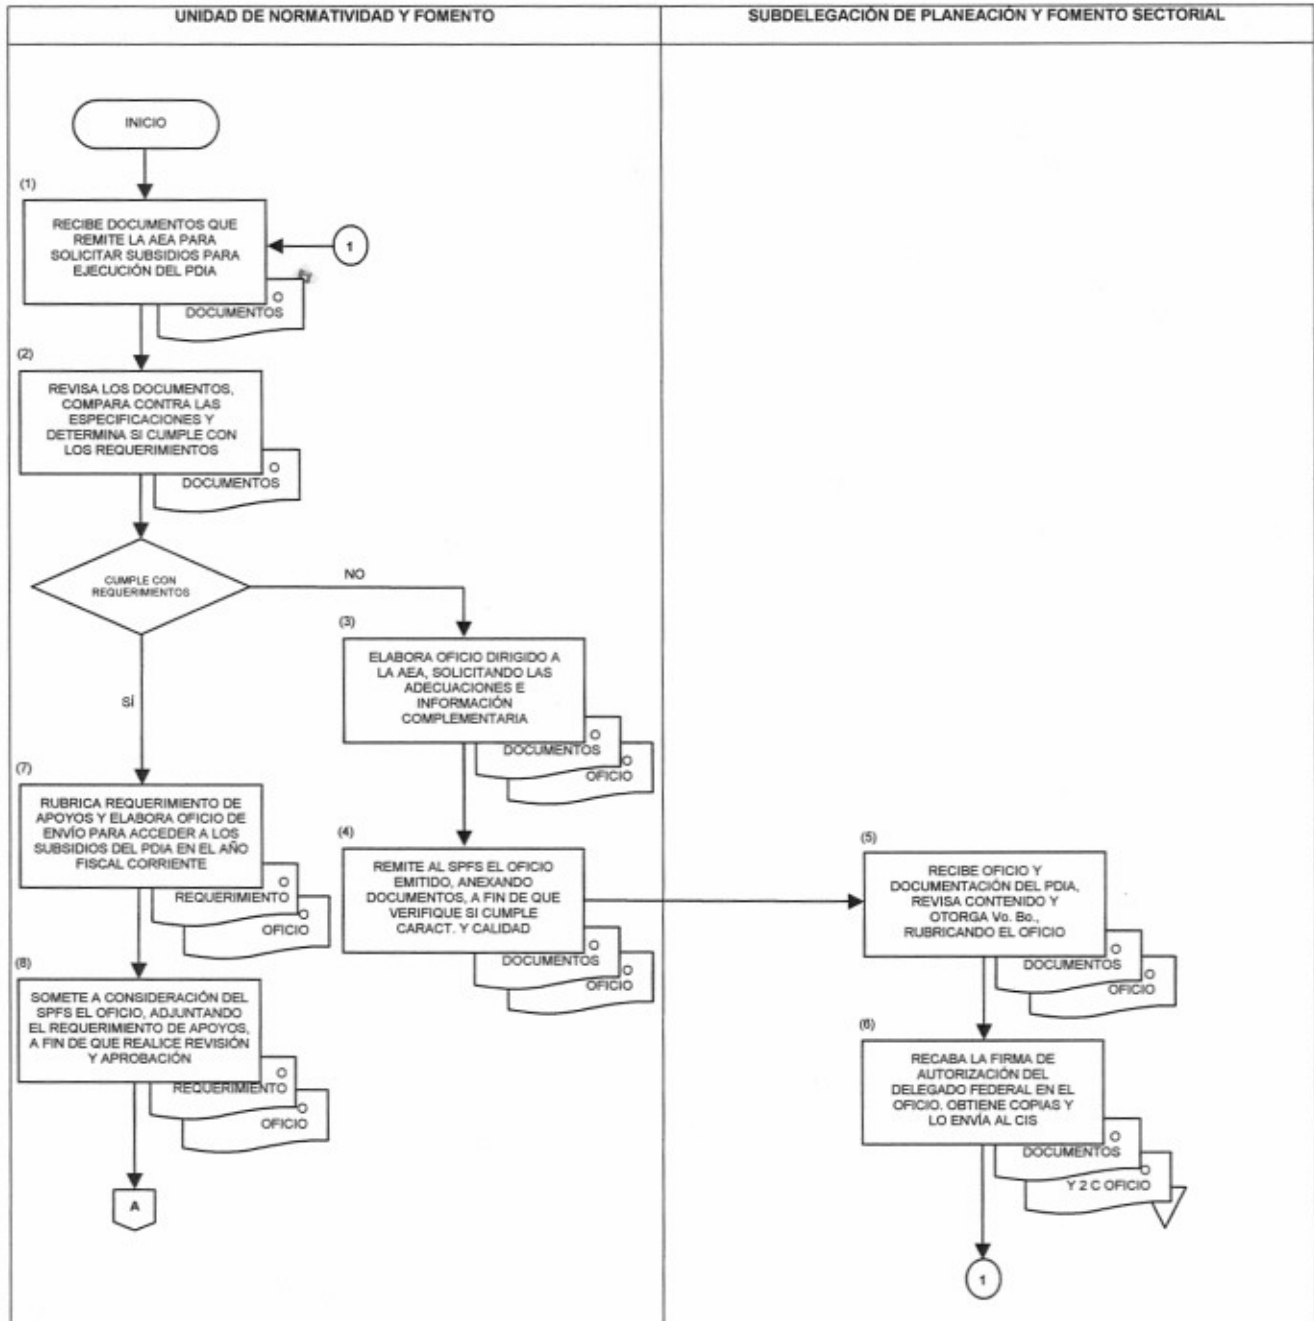 UNIDAD DE NORMATIVIDAD Y FOMENTO
SUBDELEGACIÓN DE PLANEACIÓN Y FOMENTO SECTORIAL
INICIO
(1)
RECIBE DOCUMENTOS QUE
REMITE LA AEA PARA
SOLICITAR SUBSIDIOS PARA
EJECUCIÓN DEL PDIA
1
O
DOCUMENTOS
(2)
REVISA LOS DOCUMENTOS,
COMPARA CONTRA LAS
ESPECIFICACIONES Y
DETERMINA SI CUMPLE CON
LOS REQUERIMIENTOS
O
DOCUMENTOS
CUMPLE CON
REQUERIMIENTOS
NO
SÍ
(3)
ELABORA OFICIO DIRIGIDO A
LA AEA, SOLICITANDO LAS
ADECUACIONES E
INFORMACIÓN
COMPLEMENTARIA
O
DOCUMENTOS
O
OFICIO
(4)
REMITE AL SPFS EL OFICIO
EMITIDO, ANEXANDO
DOCUMENTOS, A FIN DE QUE
VERIFIQUE SI CUMPLE
CARACT. Y CALIDAD
O
DOCUMENTOS
O
OFICIO
(5)
RECIBE OFICIO Y
DOCUMENTACIÓN DEL PDIA,
REVISA CONTENIDO Y
OTORGA Vo. Bo.,
RUBRICANDO EL OFICIO
O
DOCUMENTOS
O
OFICIO
(6)
RECABA LA FIRMA DE
AUTORIZACIÓN DEL
DELEGADO FEDERAL EN EL
OFICIO. OBTIENE COPIAS Y
LO ENVÍA AL CIS
O
DOCUMENTOS
O
Y 2 C OFICIO
1
(7)
RUBRICA REQUERIMIENTO DE
APOYOS Y ELABORA OFICIO DE
ENVÍO PARA ACCEDER A LOS
SUBSIDIOS DEL PDIA EN EL AÑO
FISCAL CORRIENTE
O
REQUERIMIENTO
O
OFICIO
(8)
SOMETE A CONSIDERACIÓN DEL
SPFS EL OFICIO, ADJUNTANDO
EL REQUERIMIENTO DE APOYOS,
A FIN DE QUE REALICE REVISIÓN
Y APROBACIÓN
O
REQUERIMIENTO
O
OFICIO
A